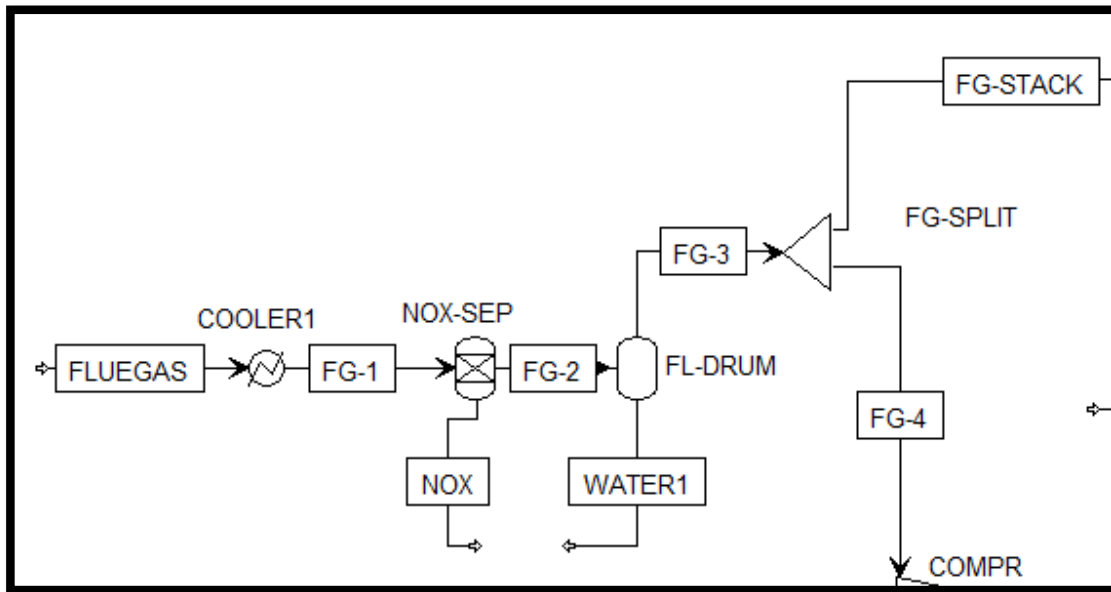 FG-STACK
FG-SPLIT
FG-3
NOX-SEP
COOLER1
FLUEGAS
FG-1
FG-2
FL-DRUM
FG-4
NOX
WATER1
COMPR